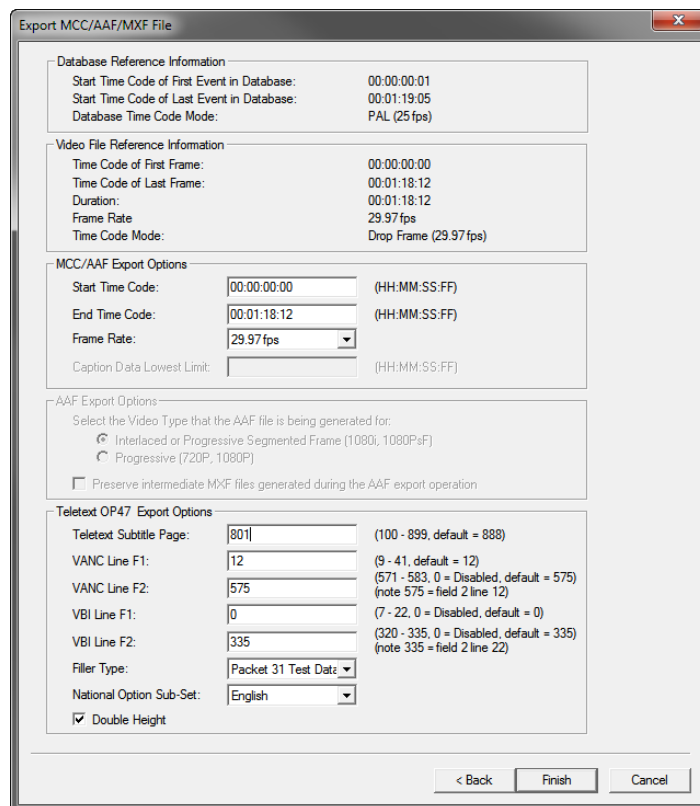 Export MCC/AAF/MXF File
Database Reference Information
Start Time Code of First Event in Database: 00:00:00:01
Start Time Code of Last Event in Database: 00:01:19:05
Database Time Code Mode: PAL (25 fps)
Video File Reference Information
Time Code of First Frame: 00:00:00:00
Time Code of Last Frame: 00:01:18:12
Duration: 00:01:18:12
Frame Rate 29.97 fps
Time Code Mode: Drop Frame (29.97 fps)
MCC/AAF Export Options
Start Time Code: 00:00:00:00 (HH:MM:SS:FF)
End Time Code: 00:01:18:12 (HH:MM:SS:FF)
Frame Rate: 29.97 fps
Caption Data Lowest Limit: (HH:MM:SS:FF)
AAF Export Options
Select the Video Type that the AAF file is being generated for:
Interlaced or Progressive Segmented Frame (1080i, 1080PsF)
Progressive (720P, 1080P)
Preserve intermediate MXF files generated during the AAF export operation
Teletext OP47 Export Options
Teletext Subtitle Page: 801 (100 - 899, default = 888)
VANC Line F1: 12 (9 - 41, default = 12)
VANC Line F2: 575 (571 - 583, 0 = Disabled, default = 575)
(note 575 = field 2 line 12)
VBI Line F1: 0 (7 - 22, 0 = Disabled, default = 0)
VBI Line F2: 335 (320 - 335, 0 = Disabled, default = 335)
(note 335 = field 2 line 22)
Filler Type: Packet 31 Test Data
National Option Sub-Set: English
Double Height
< Back Finish Cancel